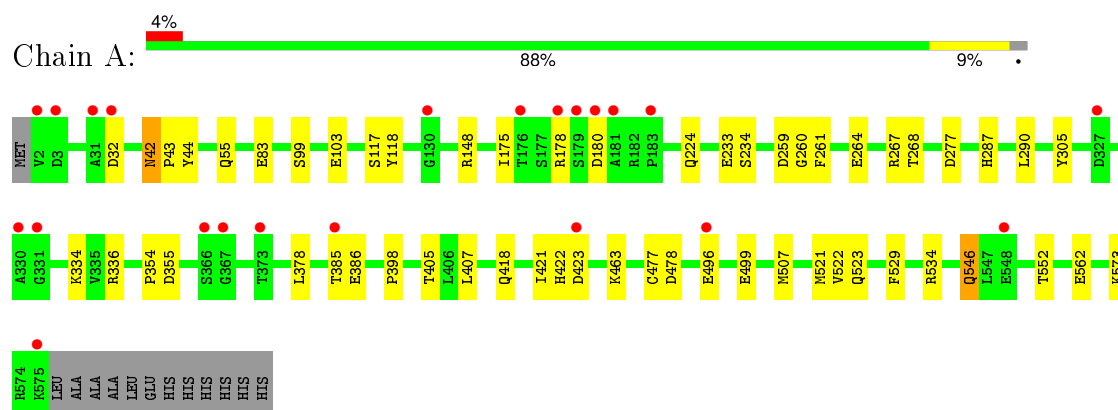 4%
Chain A:
88%
9%
MET V2 D3 A31 D32 N42 P43 Y44 Q55 E83 S99 E103 S117 Y118 G130 R148 I175 T176 S177 R178 S179 D180 A181 R182 P183 Q224 E233 S234 D259 G260 F261 E264 R267 T268 D277 H287 L290 Y305 D327
A330 G331 K334 V335 R336 P354 D355 S366 G367 T373 L378 T385 E386 P398 T405 L406 L407 Q418 I421 H422 D423 K463 C477 D478 E496 E499 M507 M521 V522 Q523 F529 R534 Q546 L547 E548 T552 E562 K573
R574 K575 LEU ALA ALA ALA LEU GLU HIS HIS HIS HIS HIS HIS